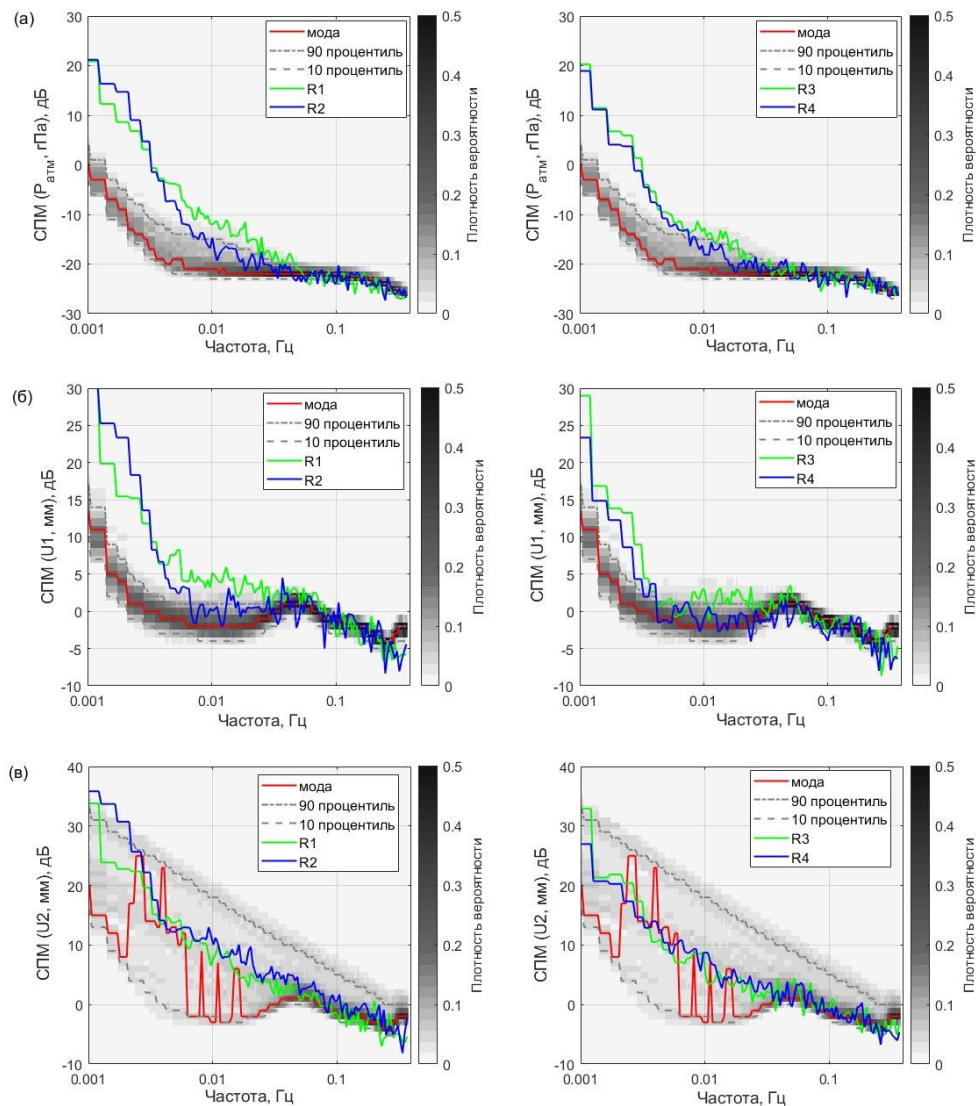 (а)
СПМ (Pатм, гПа), дБ
30
20
10
0
-10
-20
-30
0.001
0.01
0.1
Частота, Гц
мода
90 процентиль
10 процентиль
R1
R2
0.5
0.4
0.3
0.2
0.1
0
Плотность вероятности
СПМ (Pатм, гПа), дБ
30
20
10
0
-10
-20
-30
0.001
0.01
0.1
Частота, Гц
мода
90 процентиль
10 процентиль
R3
R4
0.5
0.4
0.3
0.2
0.1
0
Плотность вероятности
(б)
СПМ (U1, мм), дБ
30
25
20
15
10
5
0
-5
-10
0.001
0.01
0.1
Частота, Гц
мода
90 процентиль
10 процентиль
R1
R2
0.5
0.4
0.3
0.2
0.1
0
Плотность вероятности
СПМ (U1, мм), дБ
30
25
20
15
10
5
0
-5
-10
0.001
0.01
0.1
Частота, Гц
мода
90 процентиль
10 процентиль
R3
R4
0.5
0.4
0.3
0.2
0.1
0
Плотность вероятности
(в)
СПМ (U2, мм), дБ
40
30
20
10
0
-10
0.001
0.01
0.1
Частота, Гц
мода
90 процентиль
10 процентиль
R1
R2
0.5
0.4
0.3
0.2
0.1
0
Плотность вероятности
СПМ (U2, мм), дБ
40
30
20
10
0
-10
0.001
0.01
0.1
Частота, Гц
мода
90 процентиль
10 процентиль
R3
R4
0.5
0.4
0.3
0.2
0.1
0
Плотность вероятности